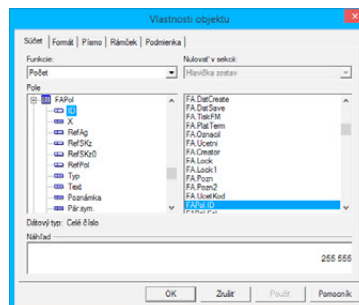 Vlastnosti objektu
Súčet Formát Písmo Rámček Podmienka
Funkcie: Nulovať v sekcii:
Počet Hlavička zostav
Pole
FAPol
ID
X
RefAg
RefSKz
RefSKz0
RefPol
Typ
Text
Poznámka
Pár.sym.
FA.DatCreate
FA.DatSave
FA.TiskFM
FA.PlatTerm
FA.Oznacil
FA.Ucetni
FA.Creator
FA.Lock
FA.Lock1
FA.Pozn
FA.Pozn2
FA.UcetKod
FAPol.ID
Dátový typ: Celé číslo
Náhľad
255 555
OK Zrušiť Použiť Pomocník